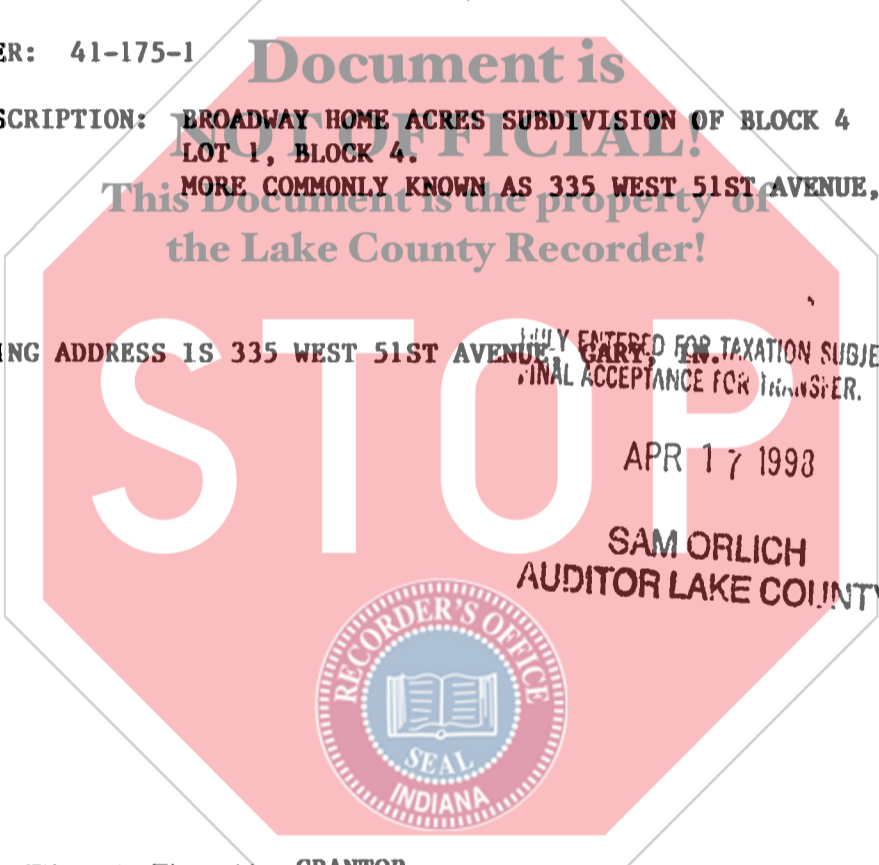 ER: 41-175-1
Document is
SCRIPTION: BROADWAY HOME ACRES SUBDIVISION OF BLOCK 4
NOT OFFICIAL!
LOT 1, BLOCK 4.
MORE COMMONLY KNOWN AS 335 WEST 51ST AVENUE,
This Document is the property of
the Lake County Recorder!
ING ADDRESS IS 335 WEST 51ST AVENUE, GARY, IN.
DULY ENTERED FOR TAXATION SUBJE
FINAL ACCEPTANCE FOR TRANSFER.
STOP
APR 17 1998
SAM ORLICH
AUDITOR LAKE COUNTY
RECORDER'S OFFICE
SEAL
INDIANA
GRANTOR